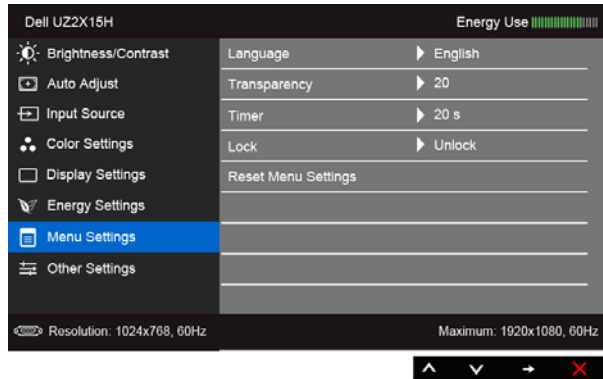 Dell UZ2X15H Energy Use
Brightness/Contrast Language English
Auto Adjust Transparency 20
Input Source Timer 20 s
Color Settings Lock Unlock
Display Settings Reset Menu Settings
Energy Settings
Menu Settings
Other Settings
Resolution: 1024x768, 60Hz Maximum: 1920x1080, 60Hz